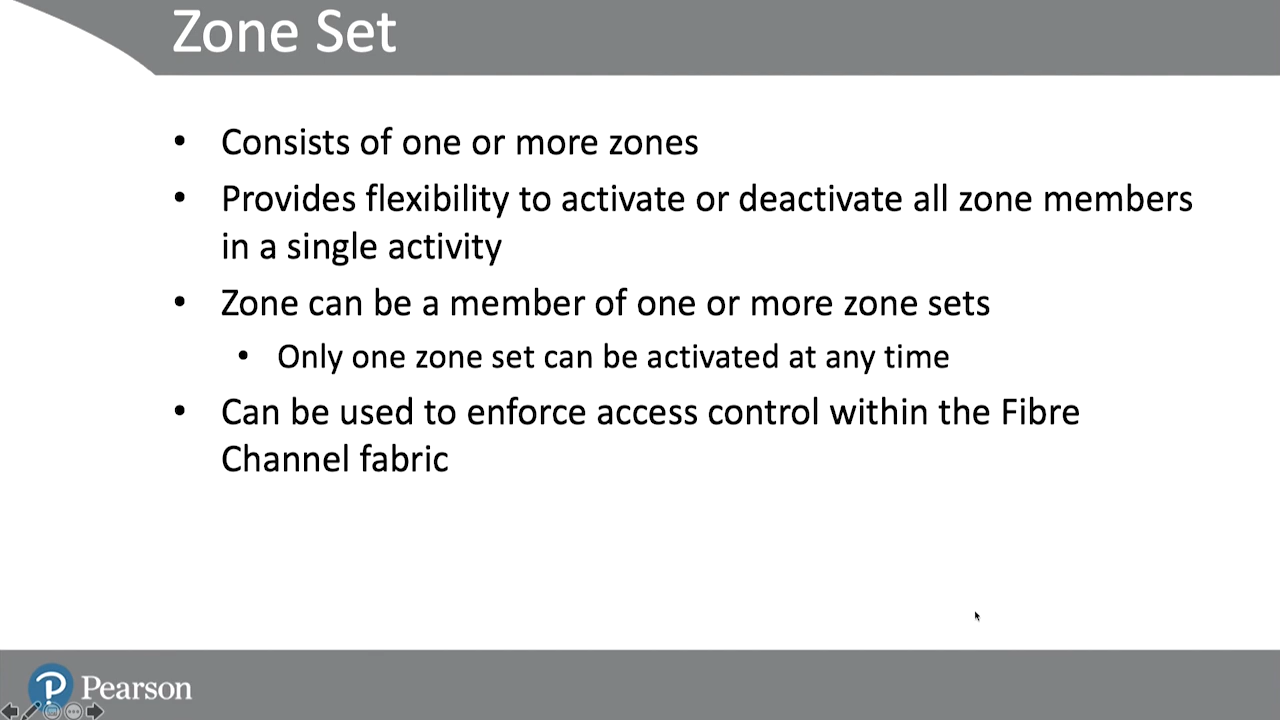 Zone Set
• Consists of one or more zones
• Provides flexibility to activate or deactivate all zone members
in a single activity
• Zone can be a member of one or more zone sets
• Only one zone set can be activated at any time
• Can be used to enforce access control within the Fibre
Channel fabric
Pearson